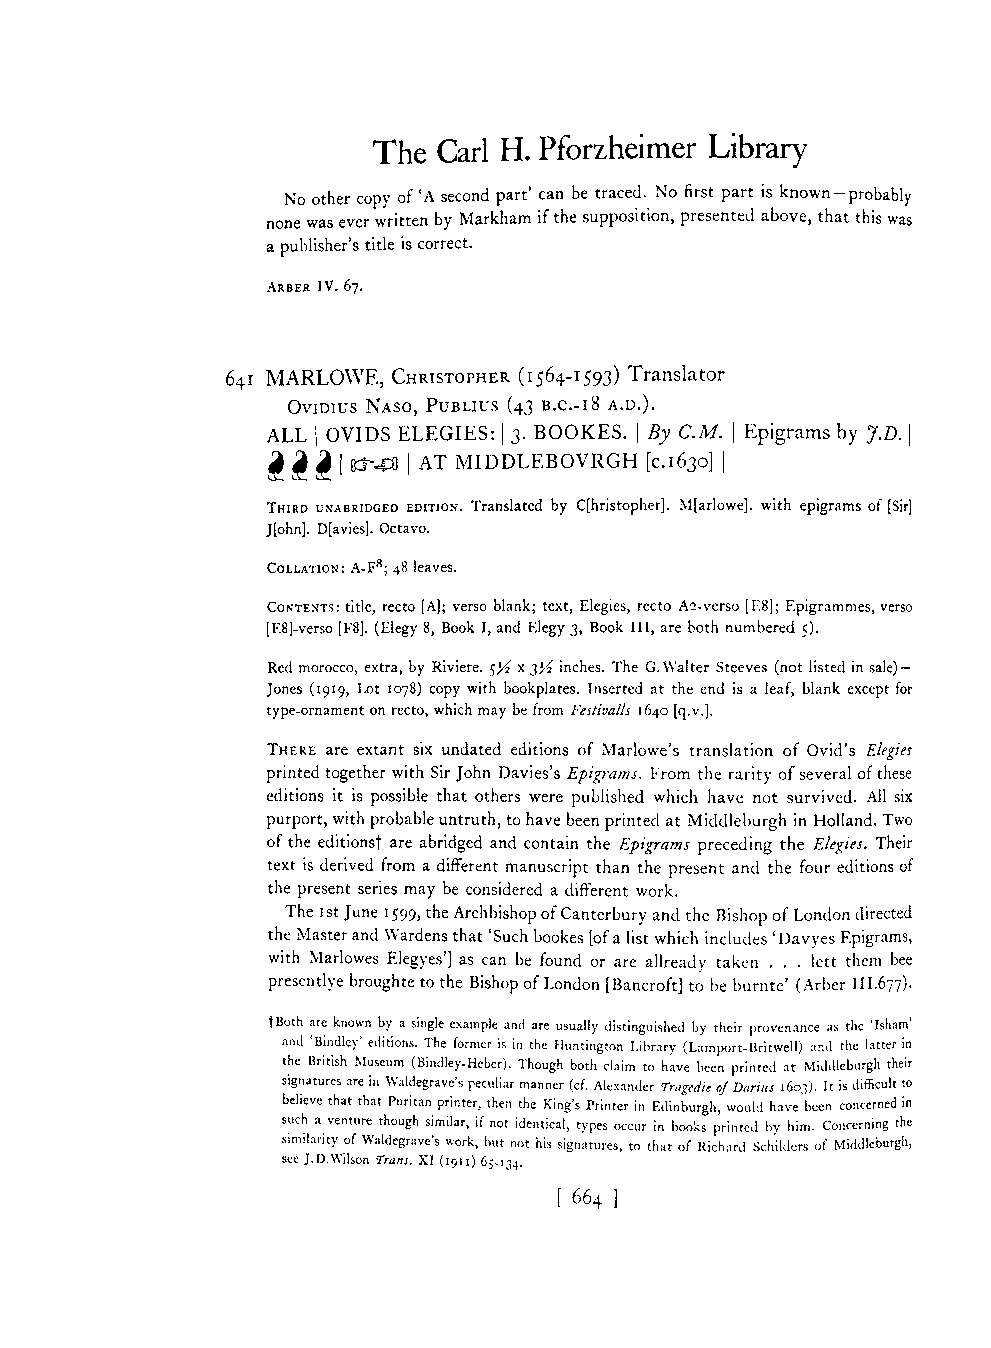 The Carl H. Pforzheimer Library
No other copy of ‘A second part’ can be traced. No first part is known—probably
none was ever written by Markham if the supposition, presented above, that this was
a publisher’s title is correct.
ARBER IV. 67.
641 MARLOWE, CHRISTOPHER (1564-1593) Translator
OVIDIUS NASO, PUBLIUS (43 B.C.-18 A.D.).
ALL | OVIDS ELEGIES: | 3. BOOKES. | By C.M. | Epigrams by J.D. |
| | AT MIDDLEBOVRGH [c.1630] |
THIRD UNABRIDGED EDITION. Translated by C[hristopher]. M[arlowe]. with epigrams of [Sir]
J[ohn]. D[avies]. Octavo.
COLLATION: A-F⁸; 48 leaves.
CONTENTS: title, recto [A]; verso blank; text, Elegies, recto A2-verso [E8]; Epigrammes, verso
[E8]-verso [F8]. (Elegy 8, Book I, and Elegy 3, Book III, are both numbered 5).
Red morocco, extra, by Riviere. 5½ x 3½ inches. The G.Walter Steeves (not listed in sale)—
Jones (1919, Lot 1078) copy with bookplates. Inserted at the end is a leaf, blank except for
type-ornament on recto, which may be from Festivalls 1640 [q.v.].
THERE are extant six undated editions of Marlowe’s translation of Ovid’s Elegies
printed together with Sir John Davies’s Epigrams. From the rarity of several of these
editions it is possible that others were published which have not survived. All six
purport, with probable untruth, to have been printed at Middleburgh in Holland. Two
of the editions† are abridged and contain the Epigrams preceding the Elegies. Their
text is derived from a different manuscript than the present and the four editions of
the present series may be considered a different work.
The 1st June 1599, the Archbishop of Canterbury and the Bishop of London directed
the Master and Wardens that ‘Such bookes [of a list which includes ‘Davyes Epigrams,
with Marlowes Elegyes’] as can be found or are allready taken . . . lett them bee
presentlye broughte to the Bishop of London [Bancroft] to be burnte’ (Arber III.677).
†Both are known by a single example and are usually distinguished by their provenance as the ‘Isham’
and ‘Bindley’ editions. The former is in the Huntington Library (Lamport-Britwell) and the latter in
the British Museum (Bindley-Heber). Though both claim to have been printed at Middleburgh their
signatures are in Waldegrave’s peculiar manner (cf. Alexander Tragedie of Darius 1603). It is difficult to
believe that that Puritan printer, then the King’s Printer in Edinburgh, would have been concerned in
such a venture though similar, if not identical, types occur in books printed by him. Concerning the
similarity of Waldegrave’s work, but not his signatures, to that of Richard Schilders of Middleburgh,
see J.D.Wilson Trans. XI (1911) 65-134.
[ 664 ]